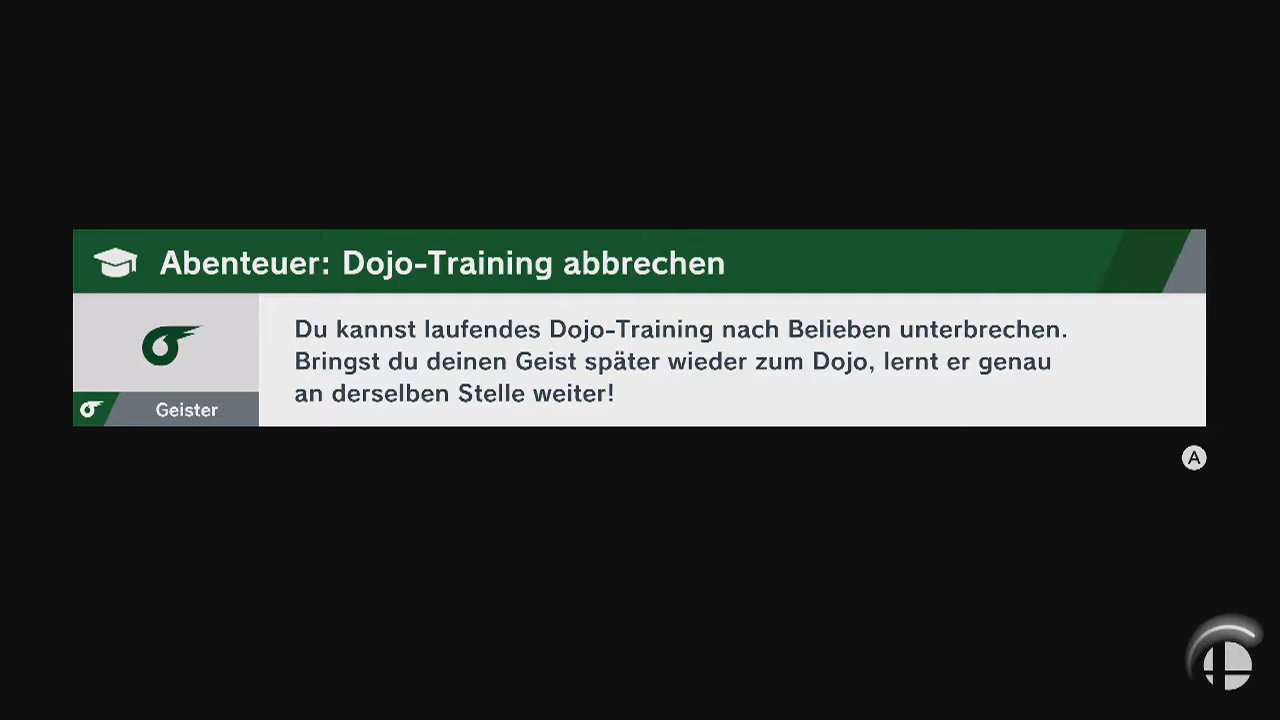 Abenteuer: Dojo-Training abbrechen
Du kannst laufendes Dojo-Training nach Belieben unterbrechen.
Bringst du deinen Geist später wieder zum Dojo, lernt er genau
an derselben Stelle weiter!
Geister
A